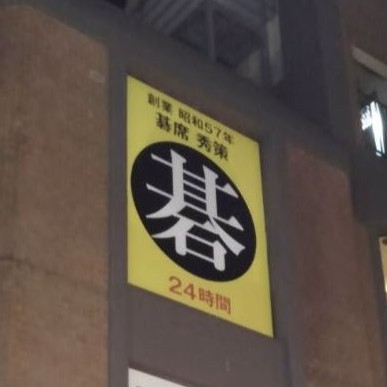 創業 昭和57年
碁席 秀策
碁
24時間